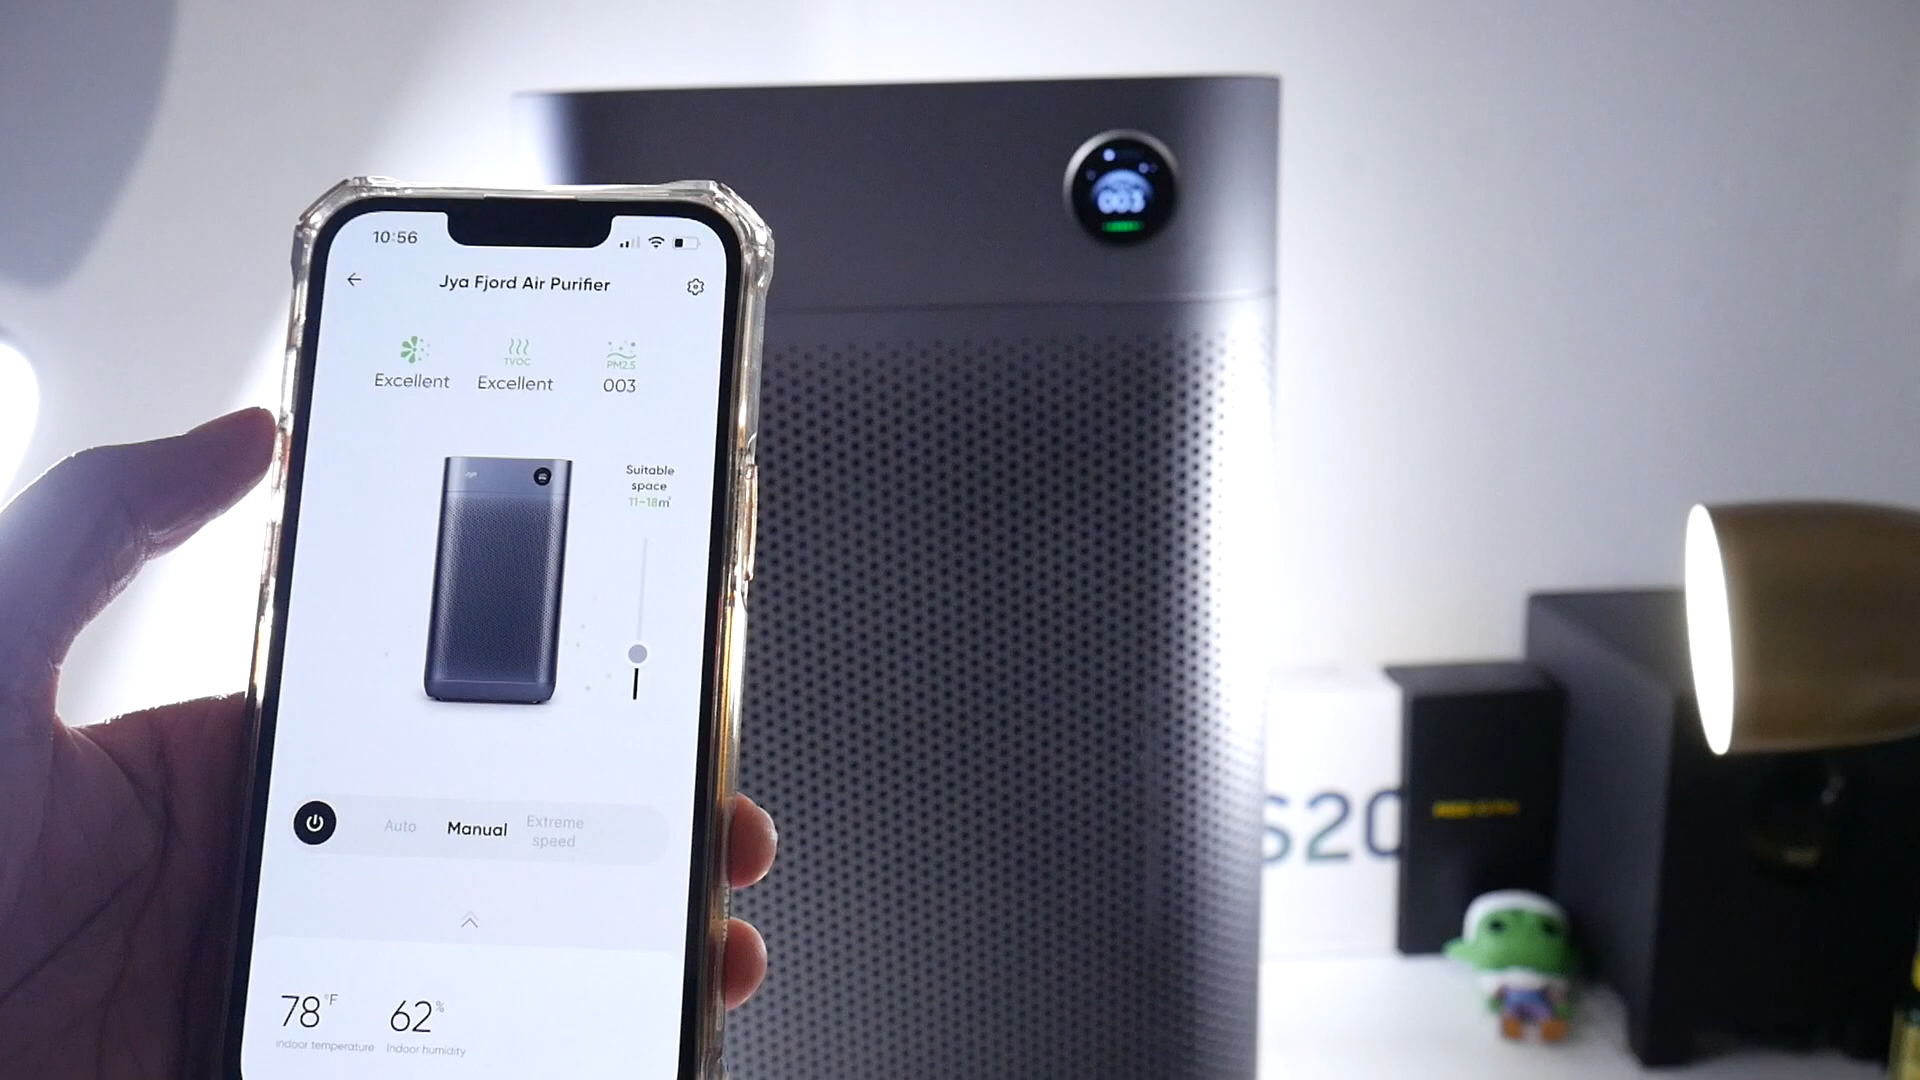 10:56
Jya Fjord Air Purifier
TVOC
PM2.5
Excellent
Excellent
003
Suitable
space
11-18㎡
Auto
Manual
Extreme
speed
78°F
62%
Indoor temperature
Indoor humidity
003
S20